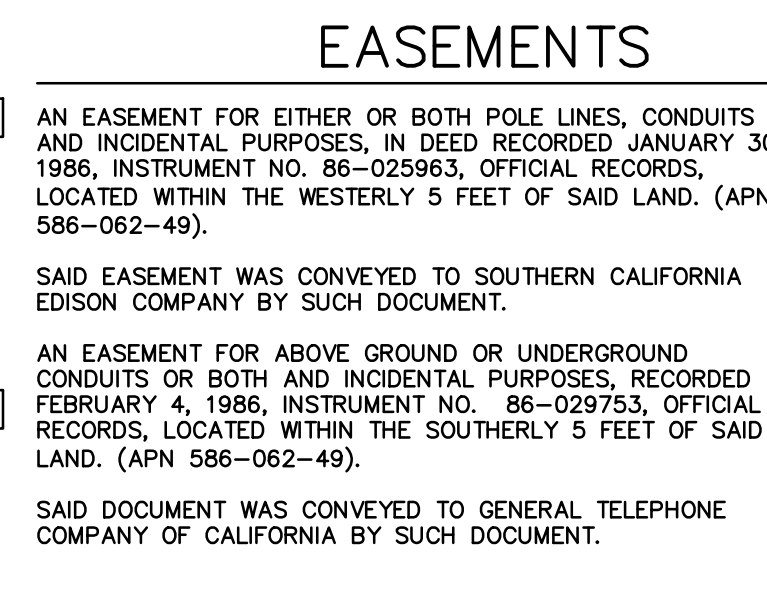 EASEMENTS
AN EASEMENT FOR EITHER OR BOTH POLE LINES, CONDUITS
AND INCIDENTAL PURPOSES, IN DEED RECORDED JANUARY
1986, INSTRUMENT NO. 86—025963, OFFICIAL RECORDS,
LOCATED WITHIN THE WESTERLY 5 FEET OF SAID LAND. (APN
586—062—49).
SAID EASEMENT WAS CONVEYED TO SOUTHERN CALIFORNIA
EDISON COMPANY BY SUCH DOCUMENT.
AN EASEMENT FOR ABOVE GROUND OR UNDERGROUND
CONDUITS OR BOTH AND INCIDENTAL PURPOSES, RECORDED
FEBRUARY 4, 1986, INSTRUMENT NO.  86—029753, OFFICIAL
RECORDS, LOCATED WITHIN THE SOUTHERLY 5 FEET OF SAID
LAND. (APN 586—062—49).
SAID DOCUMENT WAS CONVEYED TO GENERAL TELEPHONE
COMPANY OF CALIFORNIA BY SUCH DOCUMENT.